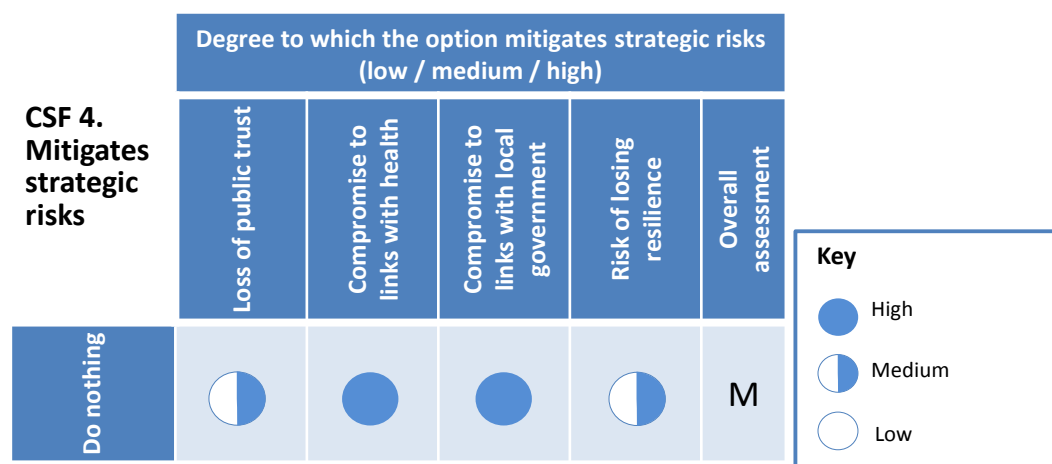 Degree to which the option mitigates strategic risks
(low / medium / high)
CSF 4.
Mitigates
strategic
risks
Loss of public trust
Compromise to
links with health
Compromise to
links with local
government
Risk of losing
resilience
Overall
assessment
Do nothing
M
Key
High
Medium
Low